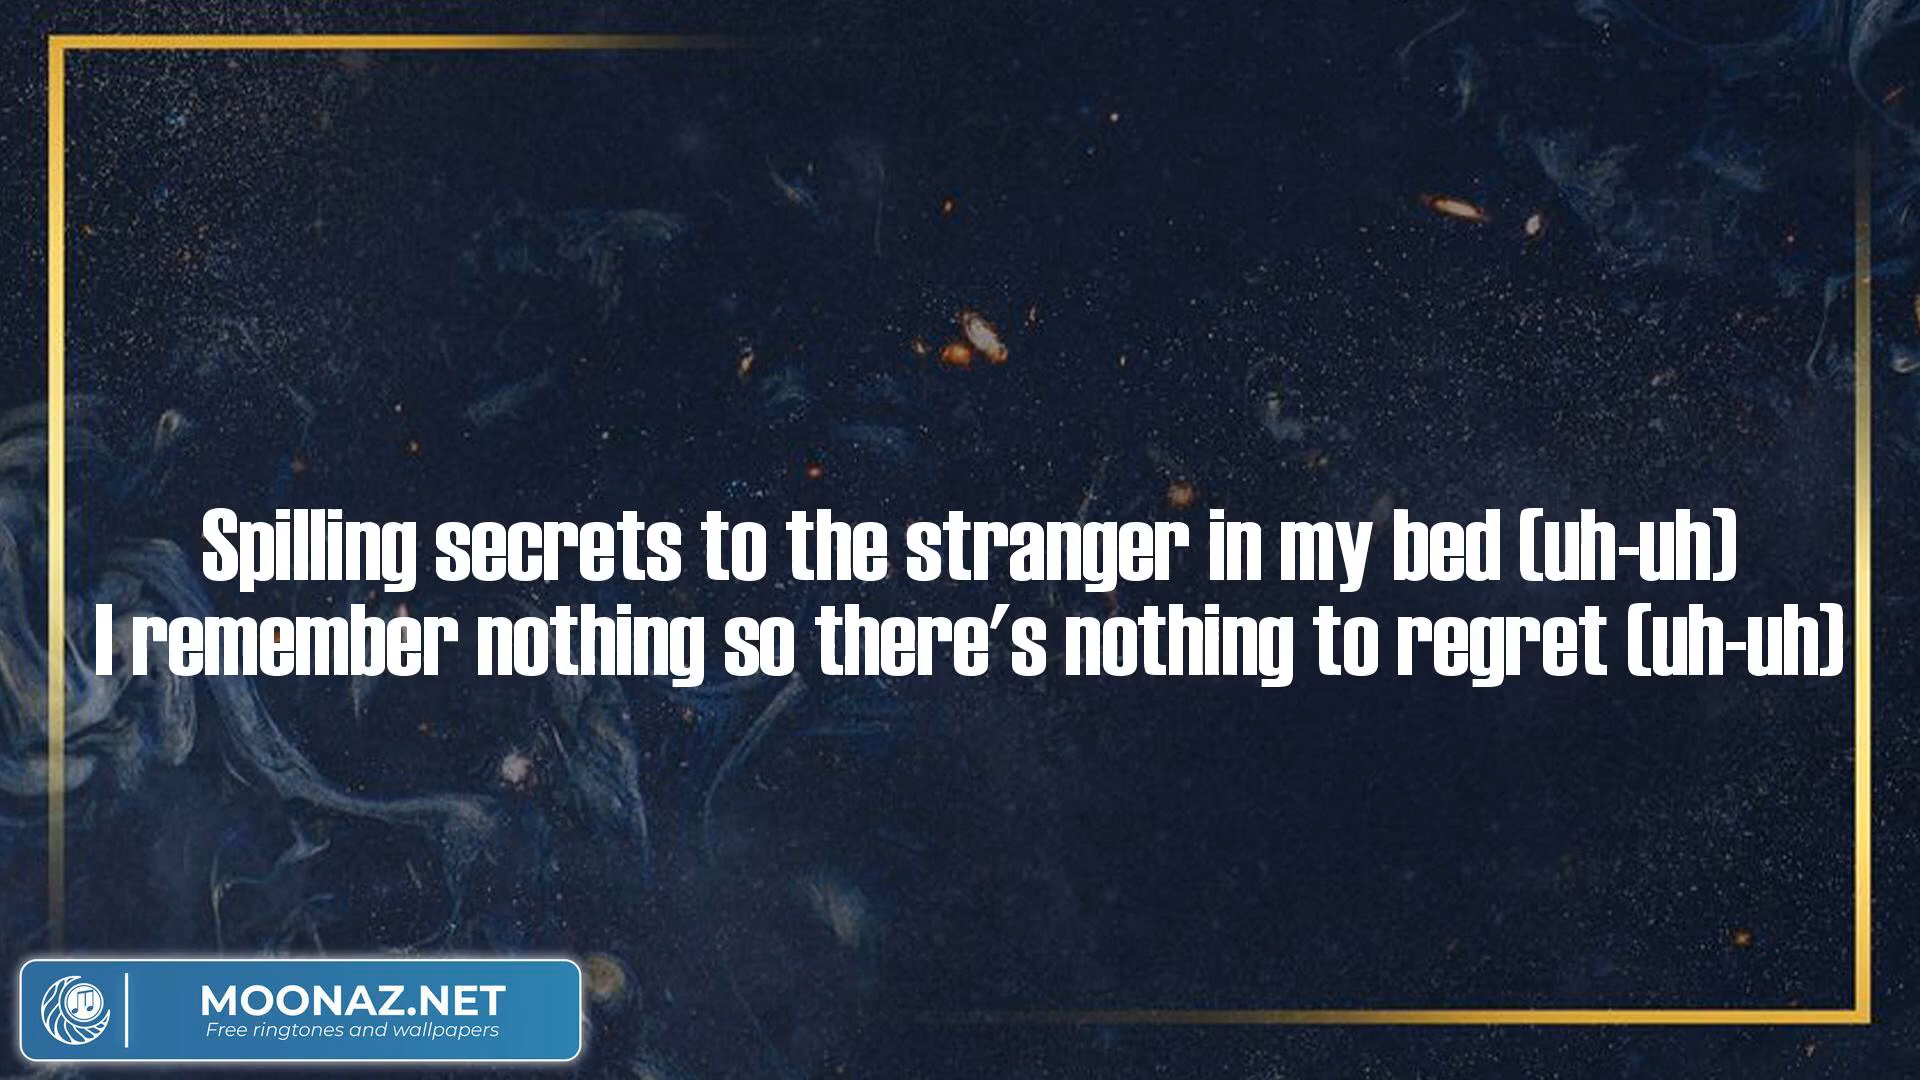 Spilling secrets to the stranger in my bed (uh-uh)
I remember nothing so there's nothing to regret (uh-uh)
MOONAZ.NET
Free ringtones and wallpapers